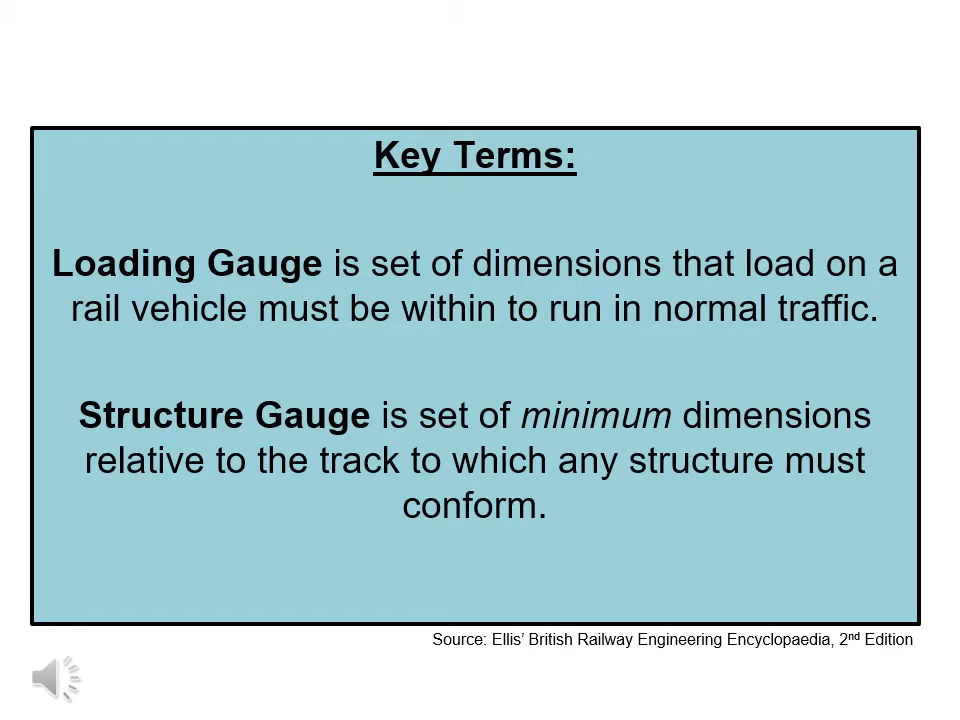 Key Terms:
Loading Gauge is set of dimensions that load on a
rail vehicle must be within to run in normal traffic.
Structure Gauge is set of minimum dimensions
relative to the track to which any structure must
conform.
Source: Ellis’ British Railway Engineering Encyclopaedia, 2nd Edition